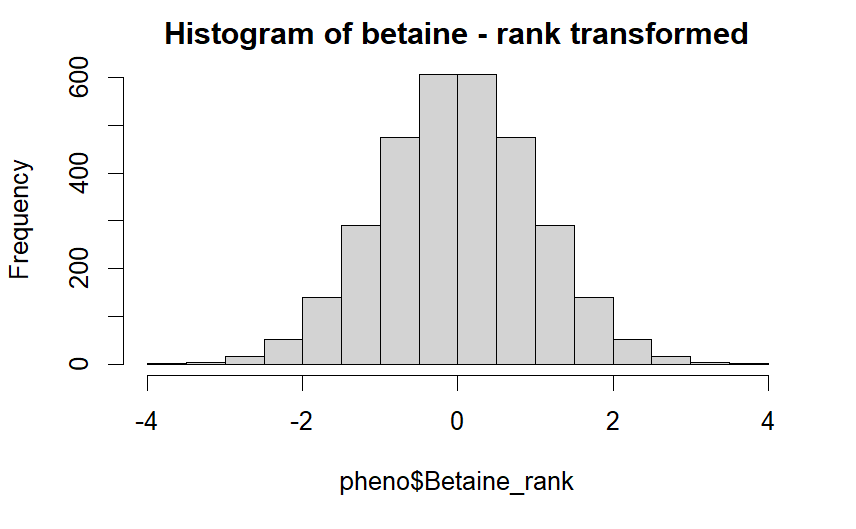 Histogram of betaine - rank transformed
Frequency
600
400
200
0
-4 -2 0 2 4
pheno$Betaine_rank